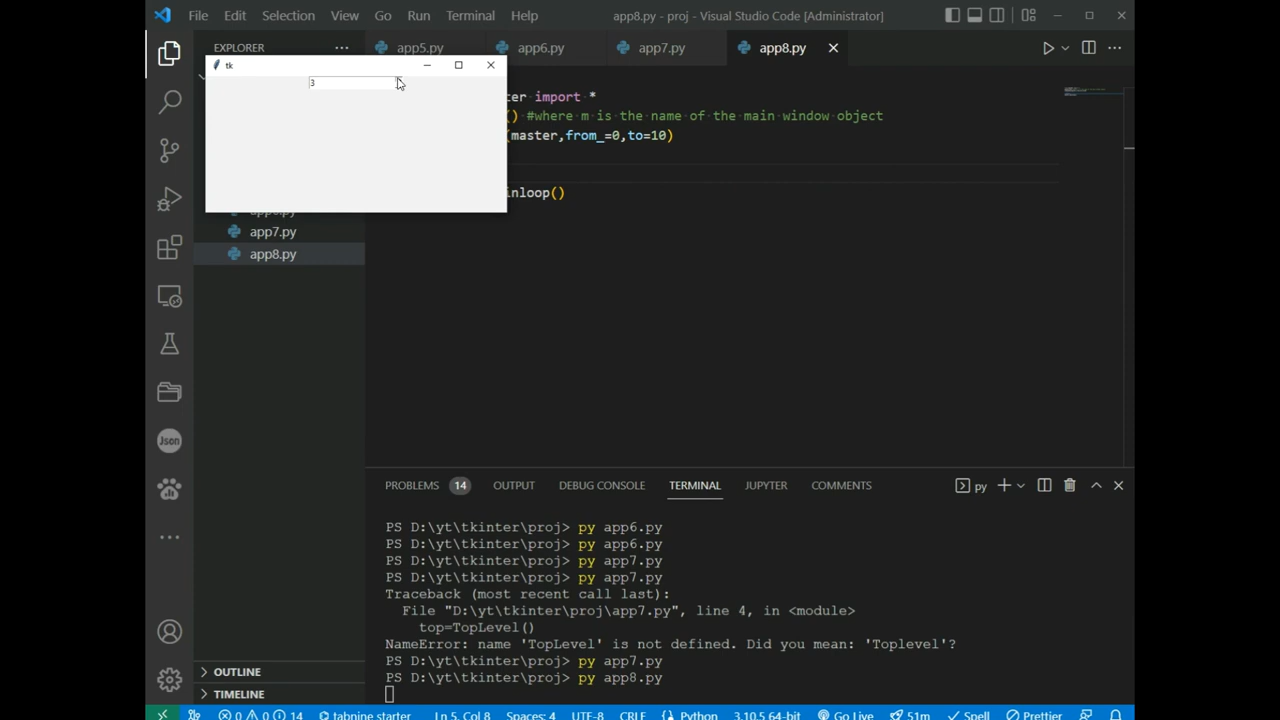 File Edit Selection View Go Run Terminal Help
app8.py - proj - Visual Studio Code [Administrator]
EXPLORER
app5.py
app6.py
app7.py
app8.py
tk
3
ter import *
() #where m is the name of the main window object
(master,from_=0,to=10)
inloop()
app7.py
app8.py
Json
PROBLEMS 14 OUTPUT DEBUG CONSOLE TERMINAL JUPYTER COMMENTS
py
PS D:\yt\tkinter\proj> py app6.py
PS D:\yt\tkinter\proj> py app6.py
PS D:\yt\tkinter\proj> py app7.py
PS D:\yt\tkinter\proj> py app7.py
Traceback (most recent call last):
File "D:\yt\tkinter\proj\app7.py", line 4, in <module>
top=TopLevel()
NameError: name 'TopLevel' is not defined. Did you mean: 'Toplevel'?
PS D:\yt\tkinter\proj> py app7.py
PS D:\yt\tkinter\proj> py app8.py
OUTLINE
TIMELINE
0 0 14 tabnine starter Ln 5, Col 8 Spaces: 4 UTF-8 CRLF Python 3.10.5 64-bit Go Live 51m Spell Prettier